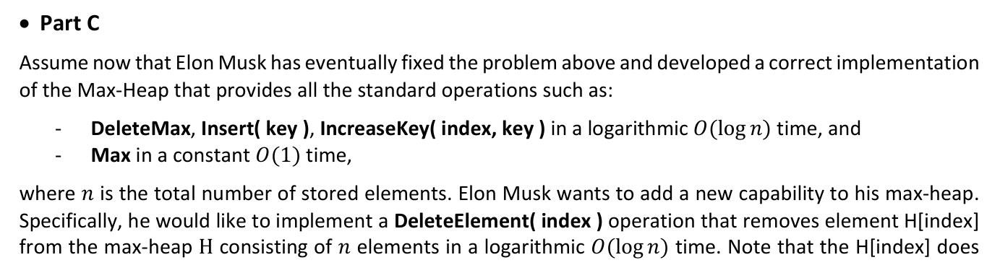 • Part C
Assume now that Elon Musk has eventually fixed the problem above and developed a correct implementation
of the Max-Heap that provides all the standard operations such as:
- DeleteMax, Insert( key ), IncreaseKey( index, key ) in a logarithmic O(log n) time, and
- Max in a constant O(1) time,
where n is the total number of stored elements. Elon Musk wants to add a new capability to his max-heap.
Specifically, he would like to implement a DeleteElement( index ) operation that removes element H[index]
from the max-heap H consisting of n elements in a logarithmic O(log n) time. Note that the H[index] does